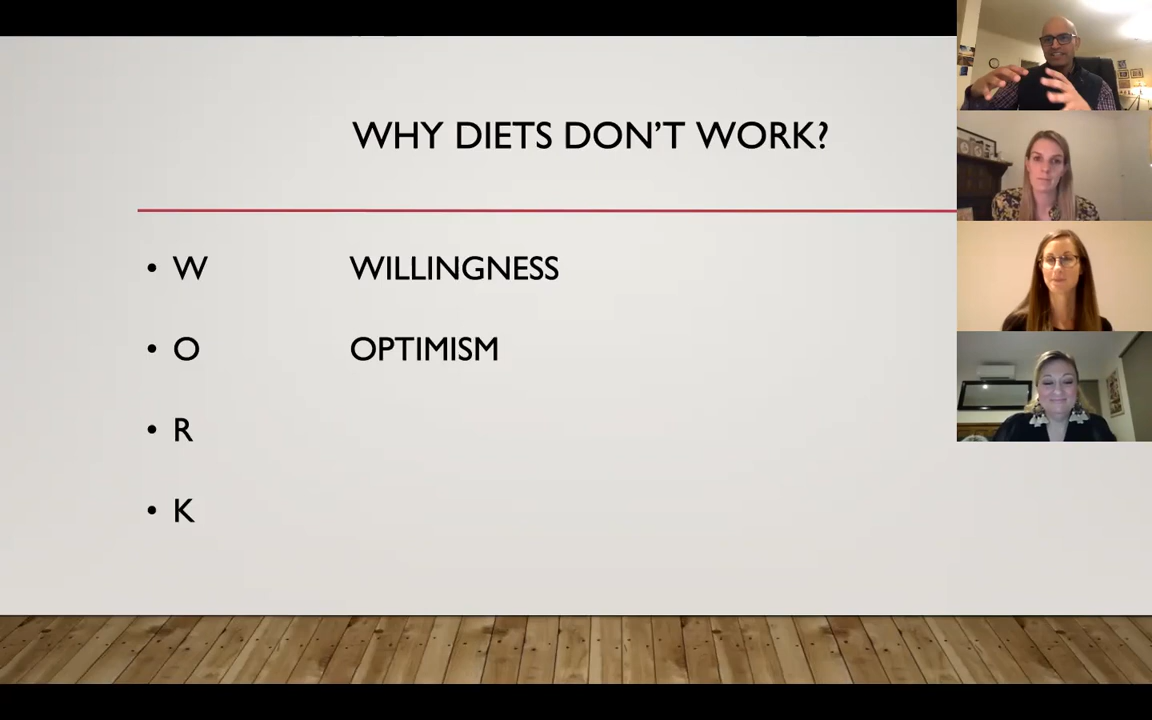 WHY DIETS DON'T WORK?
• W WILLINGNESS
• O OPTIMISM
• R
• K